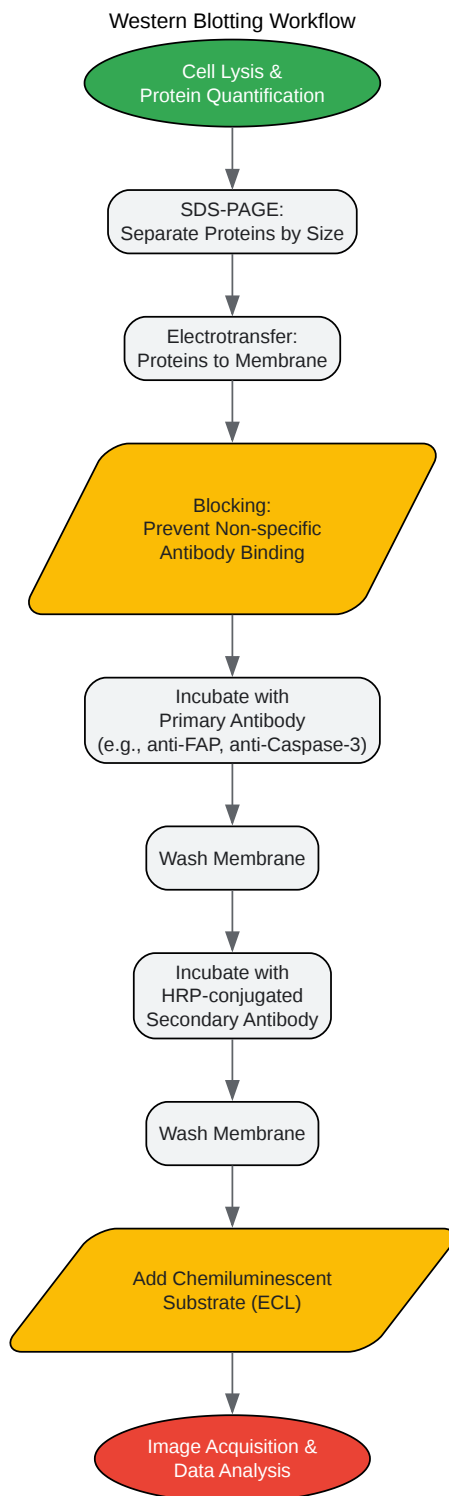 Western Blotting Workflow
Cell Lysis &
Protein Quantification
SDS-PAGE:
Separate Proteins by Size
Electrotransfer:
Proteins to Membrane
Blocking:
Prevent Non-specific
Antibody Binding
Incubate with
Primary Antibody
(e.g., anti-FAP, anti-Caspase-3)
Wash Membrane
Incubate with
HRP-conjugated
Secondary Antibody
Wash Membrane
Add Chemiluminescent
Substrate (ECL)
Image Acquisition &
Data Analysis